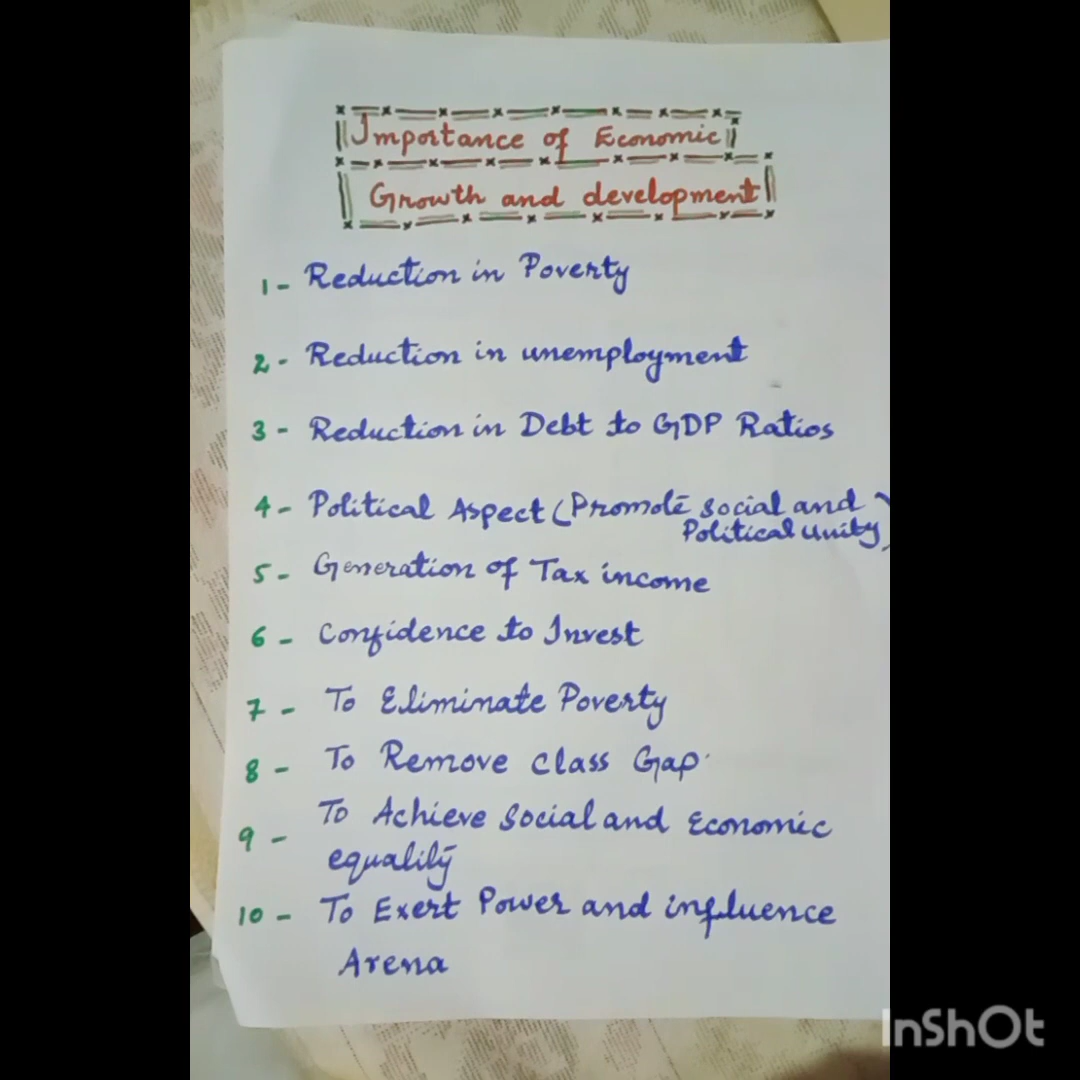 Importance of Economic
Growth and development
1 - Reduction in Poverty
2 - Reduction in unemployment
3 - Reduction in Debt to GDP Ratios
4 - Political Aspect (Promote social and
Political unity)
5 - Generation of Tax income
6 - Confidence to Invest
7 - To Eliminate Poverty
8 - To Remove class Gap
9 - To Achieve Social and Economic
equality
10 - To Exert Power and influence
Arena
InShOt